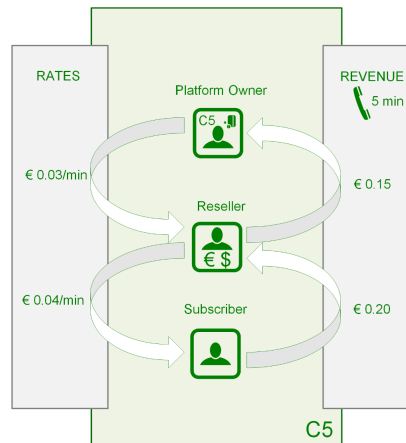 RATES
REVENUE
5 min
Platform Owner
C5
€ 0.03/min
€ 0.15
Reseller
€ $
€ 0.04/min
€ 0.20
Subscriber
C5